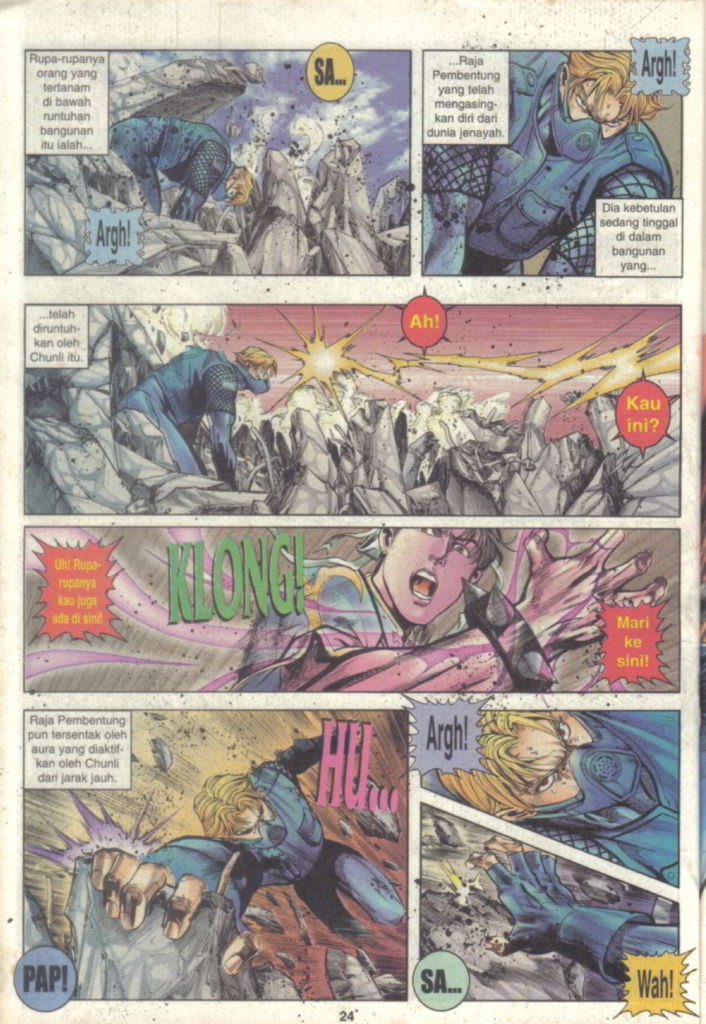 Rupa-rupanya
orang yang
tertanam
di bawah
runtuhan
bangunan
itu ialah...
SA...
Argh!
...Raja
Pembentung
yang telah
mengasing-
kan diri dari
dunia jenayah.
Argh!
Dia kebetulan
sedang tinggal
di dalam
bangunan
yang...
...telah
diruntuh-
kan oleh
Chunli itu.
Ah!
Kau
ini?
Uh! Rupa-
rupanya
kau juga
ada di sini!
KLONG!
Mari
ke
sini!
Raja Pembentung
pun tersentak oleh
aura yang diaktif-
kan oleh Chunli
dari jarak jauh.
HU...
PAP!
Argh!
SA...
Wah!
24